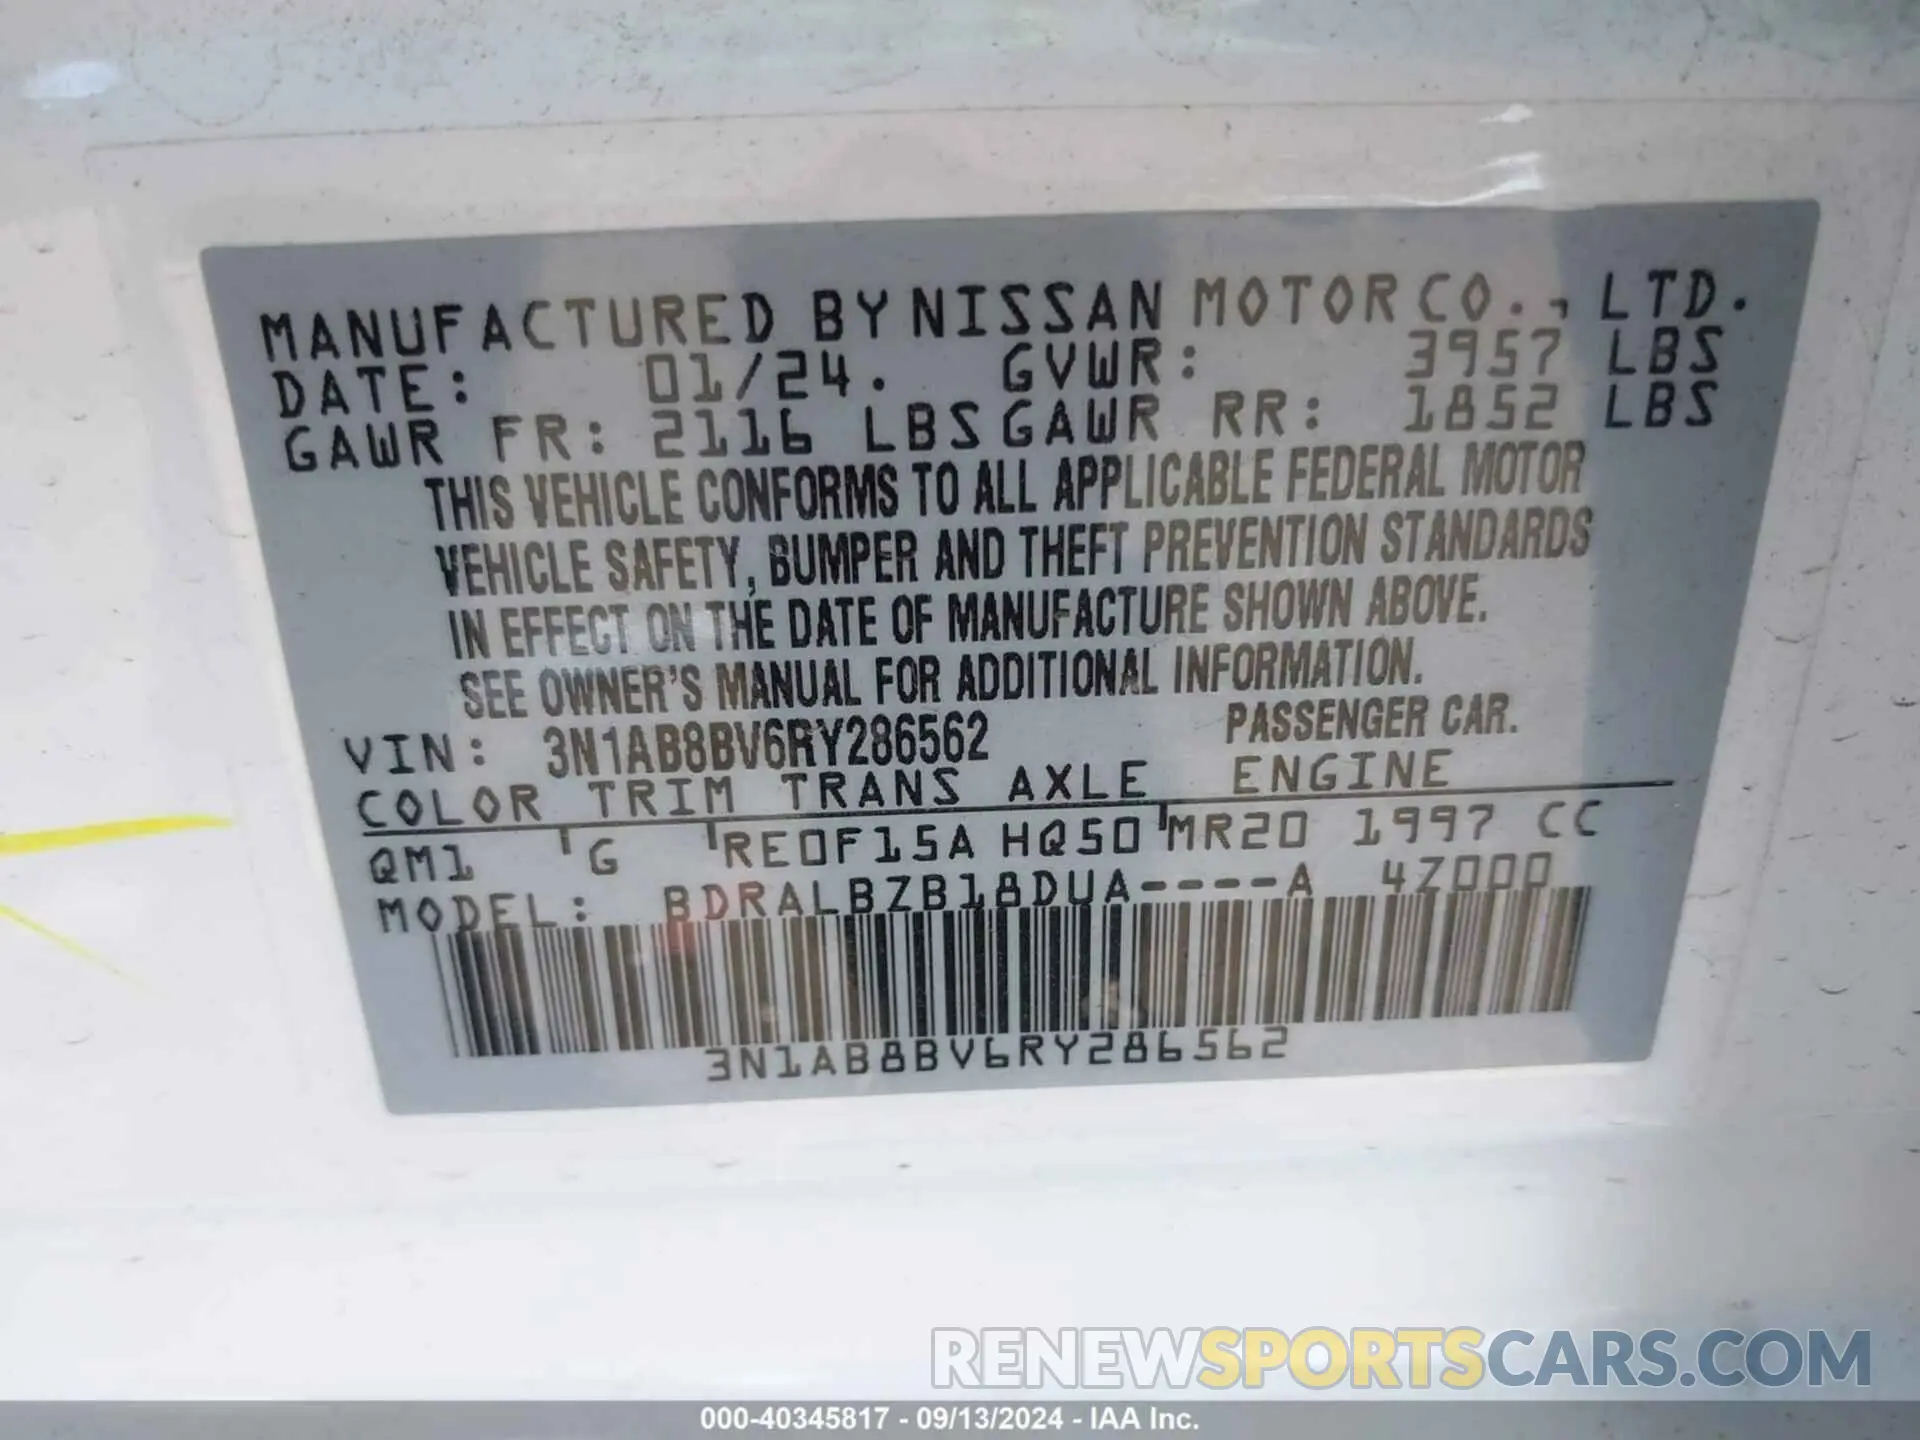 MANUFACTURED BY NISSAN MOTOR CO., LTD.
DATE: 01/24. GVWR: 3957 LBS
GAWR FR: 2116 LBS GAWR RR: 1852 LBS
THIS VEHICLE CONFORMS TO ALL APPLICABLE FEDERAL MOTOR
VEHICLE SAFETY, BUMPER AND THEFT PREVENTION STANDARDS
IN EFFECT ON THE DATE OF MANUFACTURE SHOWN ABOVE.
SEE OWNER'S MANUAL FOR ADDITIONAL INFORMATION.
VIN: 3N1AB8BV6RY286562 PASSENGER CAR.
COLOR TRIM TRANS AXLE ENGINE
QM1 G RE0F15A HQ50 MR20 1997 CC
MODEL: BDRALBZB18DUA----A 4Z000
3N1AB8BV6RY286562
RENEWSPORTSCARS.COM
000-40345817 - 09/13/2024 - IAA Inc.